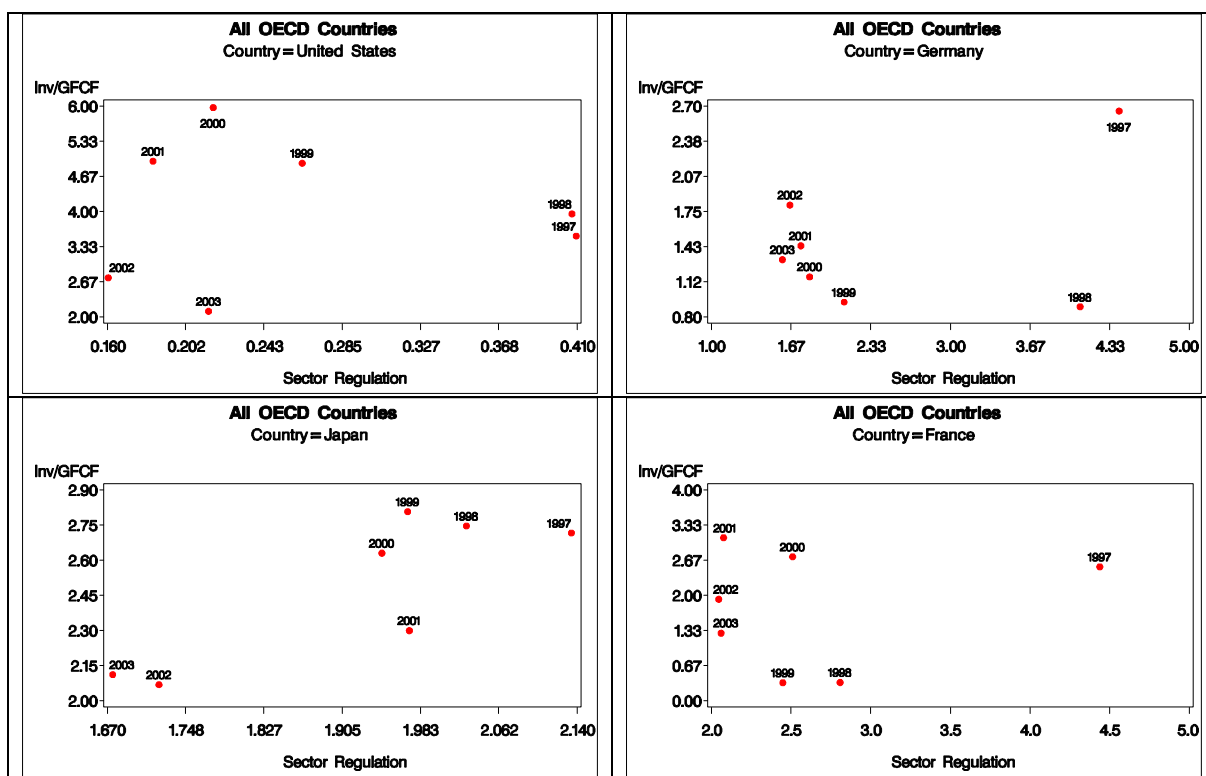 All OECD Countries
Country=United States
Inv/GFCF
6.00
5.33
4.67
4.00
3.33
2.67
2.00
2000
2001
1999
1998
1997
2002
2003
0.160 0.202 0.243 0.285 0.327 0.368 0.410
Sector Regulation
All OECD Countries
Country=Germany
Inv/GFCF
2.70
2.38
2.07
1.75
1.43
1.12
0.80
1997
2002
2001
2003
2000
1999
1998
1.00 1.67 2.33 3.00 3.67 4.33 5.00
Sector Regulation
All OECD Countries
Country=Japan
Inv/GFCF
2.90
2.75
2.60
2.45
2.30
2.15
2.00
1999
1998
1997
2000
2001
2003
2002
1.670 1.748 1.827 1.905 1.983 2.062 2.140
Sector Regulation
All OECD Countries
Country=France
Inv/GFCF
4.00
3.33
2.67
2.00
1.33
0.67
0.00
2001
2000
1997
2002
2003
1999
1998
2.0 2.5 3.0 3.5 4.0 4.5 5.0
Sector Regulation